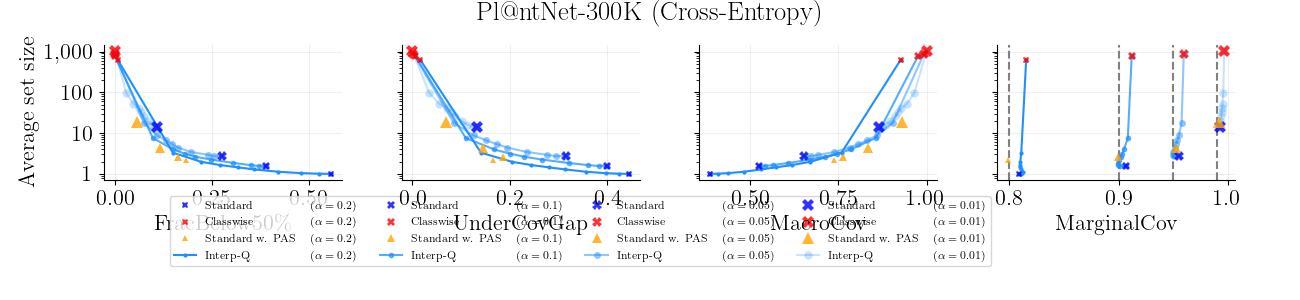 Pl@ntNet-300K (Cross-Entropy)
Average set size
1,000
100
10
1
0.00 0.25 0.50
FracBelow50%
0.0 0.2 0.4
UnderCovGap
0.50 0.75 1.00
MacroCov
0.8 0.9 1.0
MarginalCov
Standard (α = 0.2) Standard (α = 0.1) Standard (α = 0.05) Standard (α = 0.01)
Classwise (α = 0.2) Classwise (α = 0.1) Classwise (α = 0.05) Classwise (α = 0.01)
Standard w. PAS (α = 0.2) Standard w. PAS (α = 0.1) Standard w. PAS (α = 0.05) Standard w. PAS (α = 0.01)
Interp-Q (α = 0.2) Interp-Q (α = 0.1) Interp-Q (α = 0.05) Interp-Q (α = 0.01)